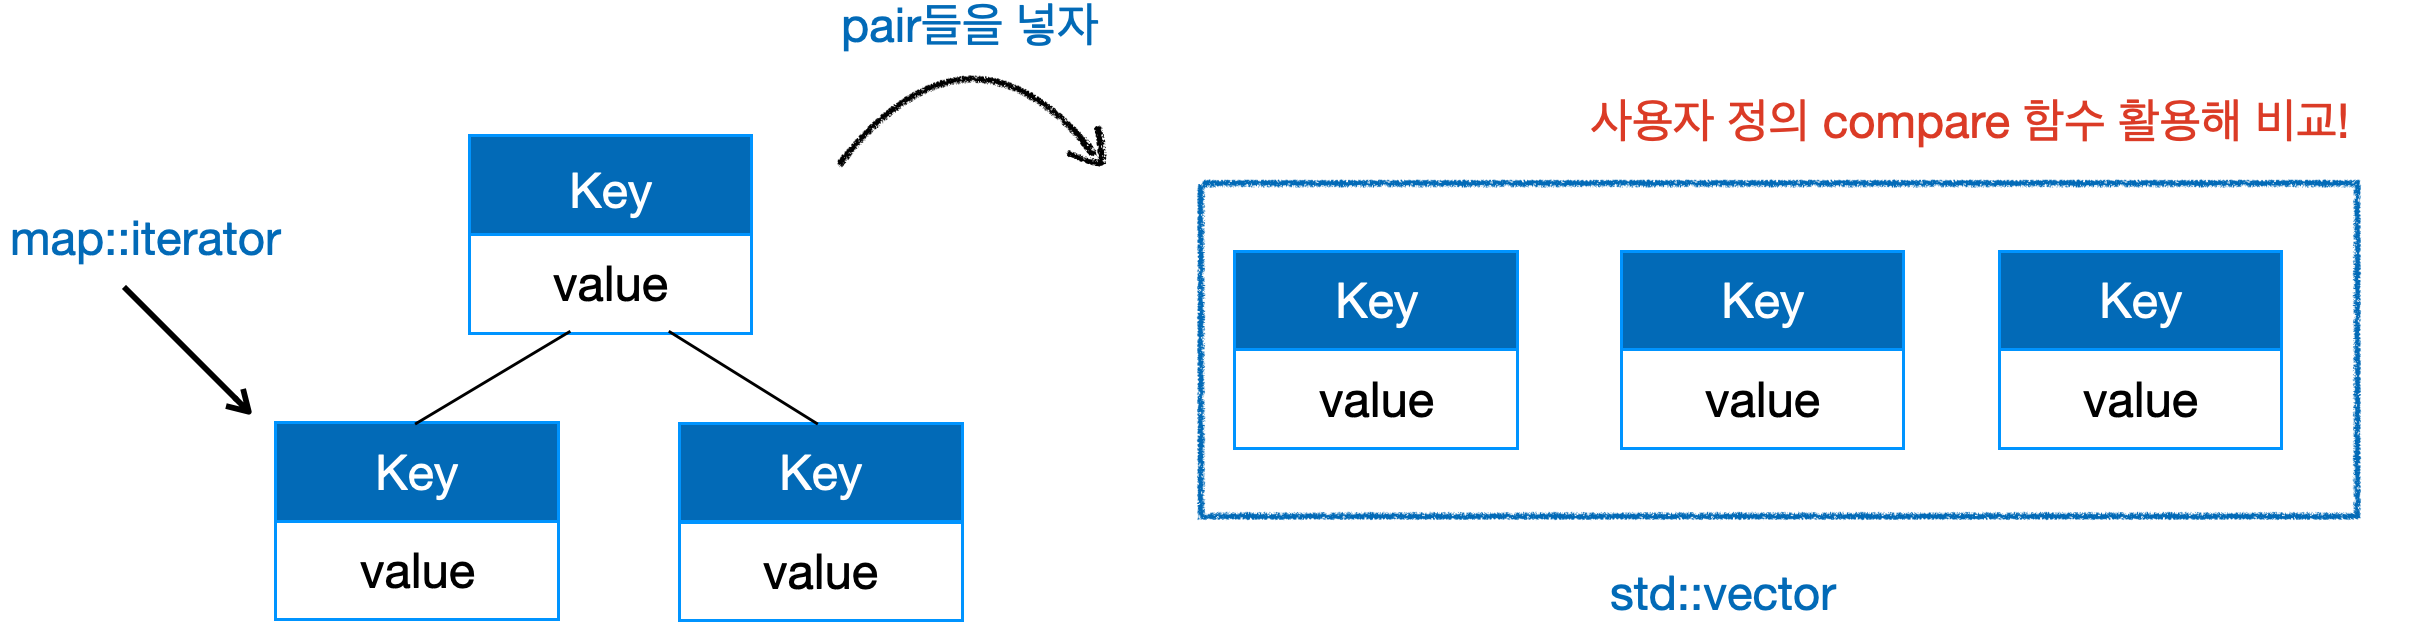 pair들을 넣자
사용자 정의 compare 함수 활용해 비교!
map::iterator
Key
value
Key
value
Key
value
Key
value
Key
value
Key
value
std::vector